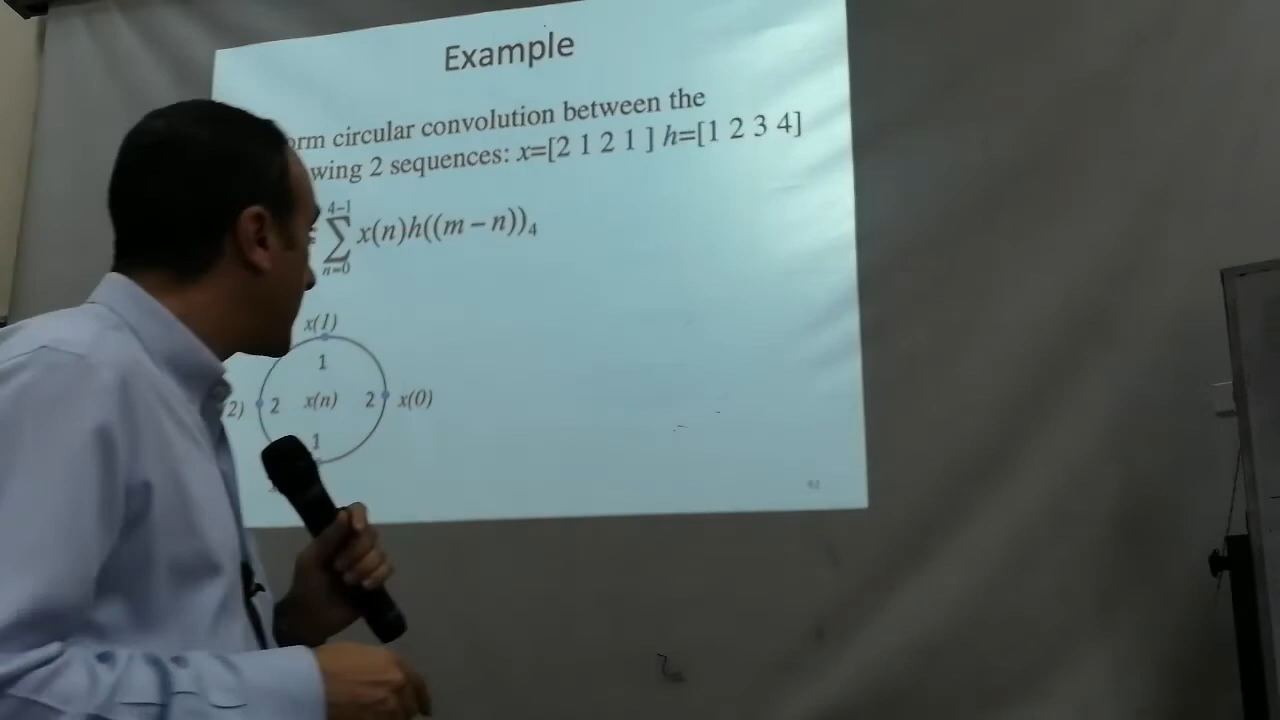 Example
orm circular convolution between the
wing 2 sequences: x=[2 1 2 1 ] h=[1 2 3 4]
= ∑ x(n)h((m − n))₄
4−1
n=0
x(1)
1
2) 2 x(n) 2 x(0)
1